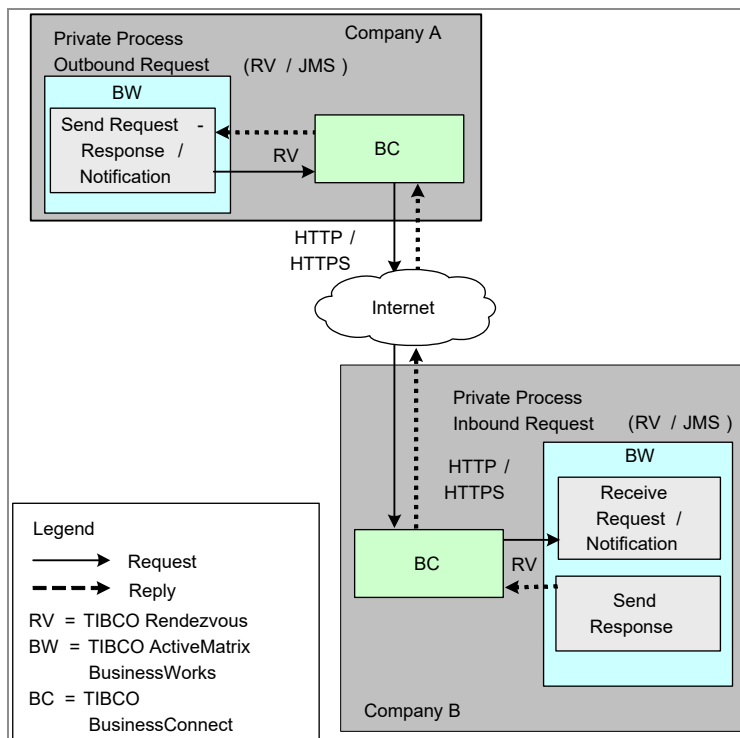 Company A
Private Process
Outbound Request (RV / JMS)
BW
Send Request -
Response /
Notification
RV
BC
HTTP /
HTTPS
Internet
Private Process
Inbound Request (RV / JMS)
BW
HTTP /
HTTPS
Receive
Request /
Notification
BC
RV
Send
Response
Company B
Legend
Request
Reply
RV = TIBCO Rendezvous
BW = TIBCO ActiveMatrix
BusinessWorks
BC = TIBCO
BusinessConnect